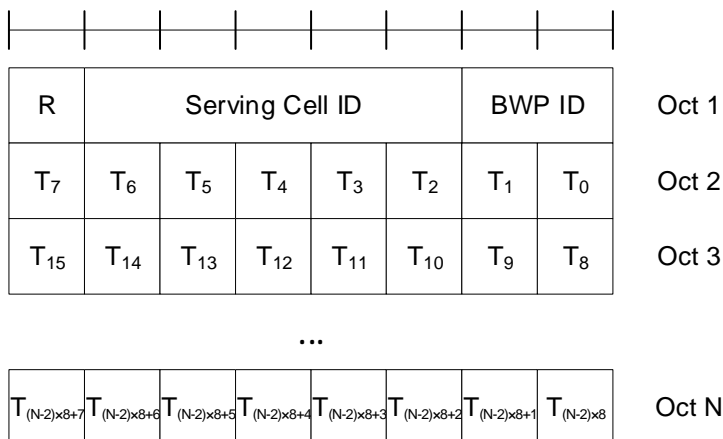 R Serving Cell ID BWP ID Oct 1
T7 T6 T5 T4 T3 T2 T1 T0 Oct 2
T15 T14 T13 T12 T11 T10 T9 T8 Oct 3
...
T(N-2)×8+7 T(N-2)×8+6 T(N-2)×8+5 T(N-2)×8+4 T(N-2)×8+3 T(N-2)×8+2 T(N-2)×8+1 T(N-2)×8 Oct N